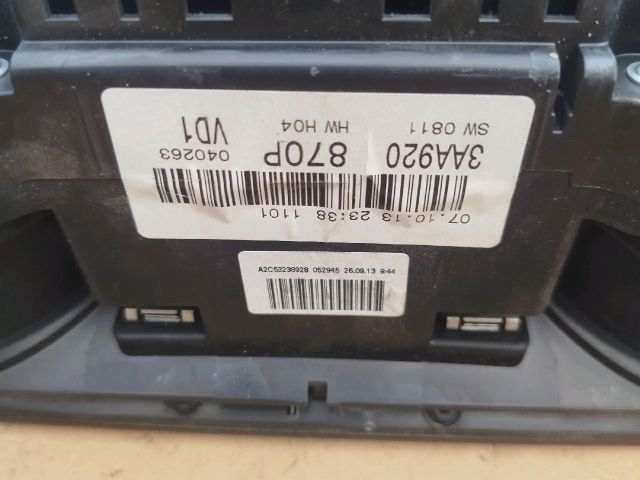 07.10.13 23:38 1101
3AA920 870P 040263
SW 0811 HW H04 VD1
A2C53238928 052945 26.09.13 9:44